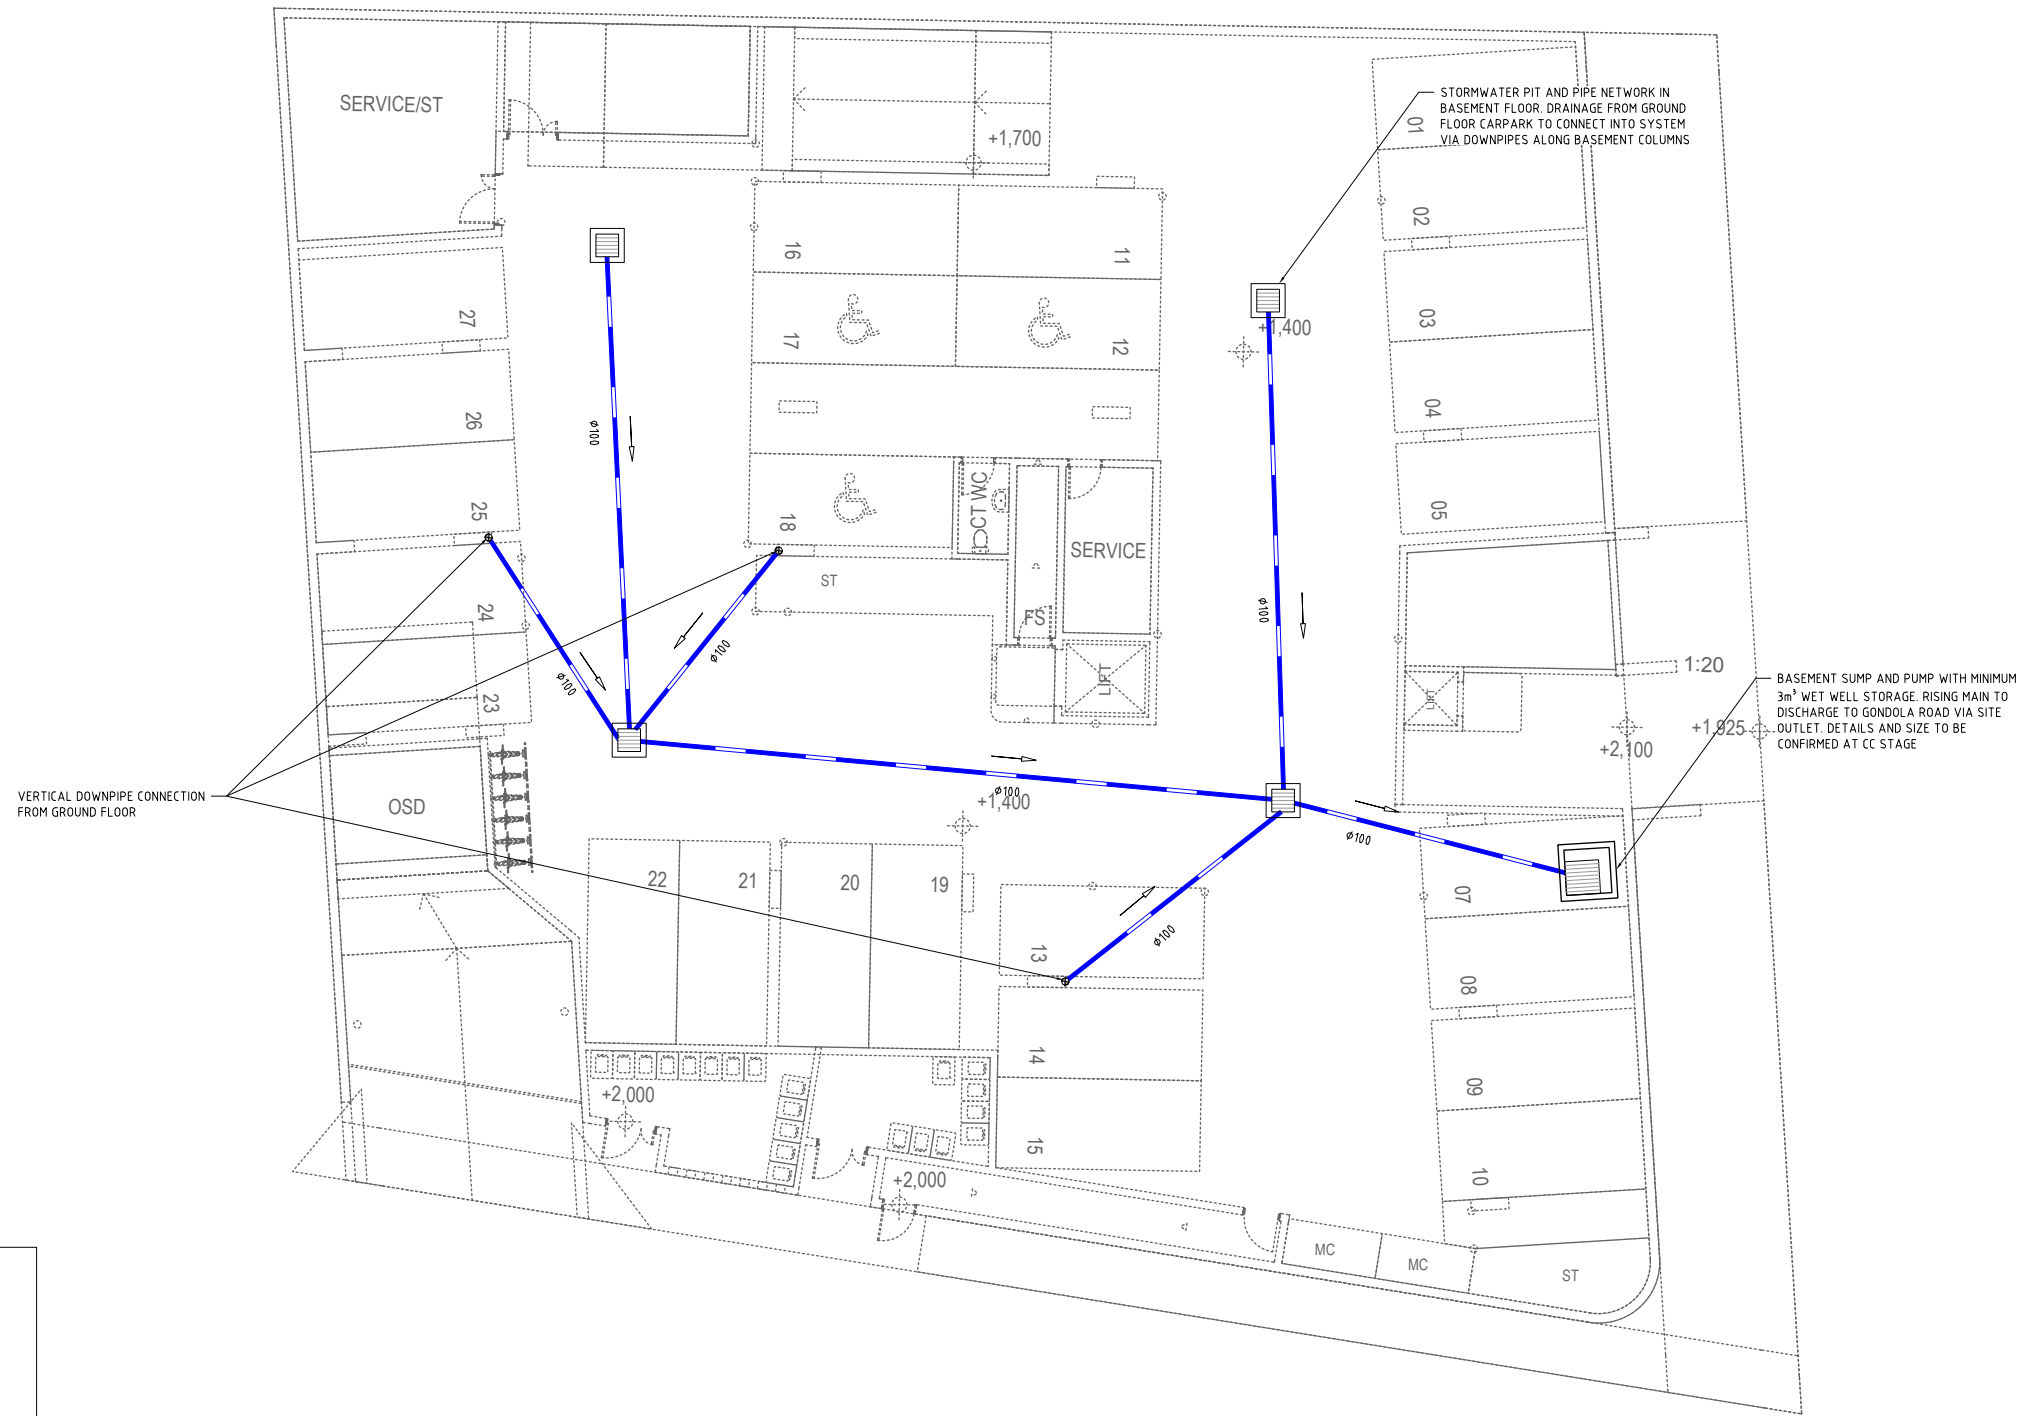 SERVICE/ST
+1,700
STORMWATER PIT AND PIPE NETWORK IN
BASEMENT FLOOR. DRAINAGE FROM GROUND
FLOOR CARPARK TO CONNECT INTO SYSTEM
VIA DOWNPIPES ALONG BASEMENT COLUMNS
01
02
03
04
05
16
11
17
12
18
27
26
25
24
23
+1,400
ø100
ø100
ø100
ø100
ø100
ø100
ø100
SERVICE
ST
FS
LIFT
LIFT
1:20
BASEMENT SUMP AND PUMP WITH MINIMUM
3m³ WET WELL STORAGE. RISING MAIN TO
DISCHARGE TO GONDOLA ROAD VIA SITE
OUTLET. DETAILS AND SIZE TO BE
CONFIRMED AT CC STAGE
+1,925
+2,100
VERTICAL DOWNPIPE CONNECTION
FROM GROUND FLOOR
OSD
+1,400
22
21
20
19
13
14
15
07
08
09
10
+2,000
+2,000
MC
MC
ST